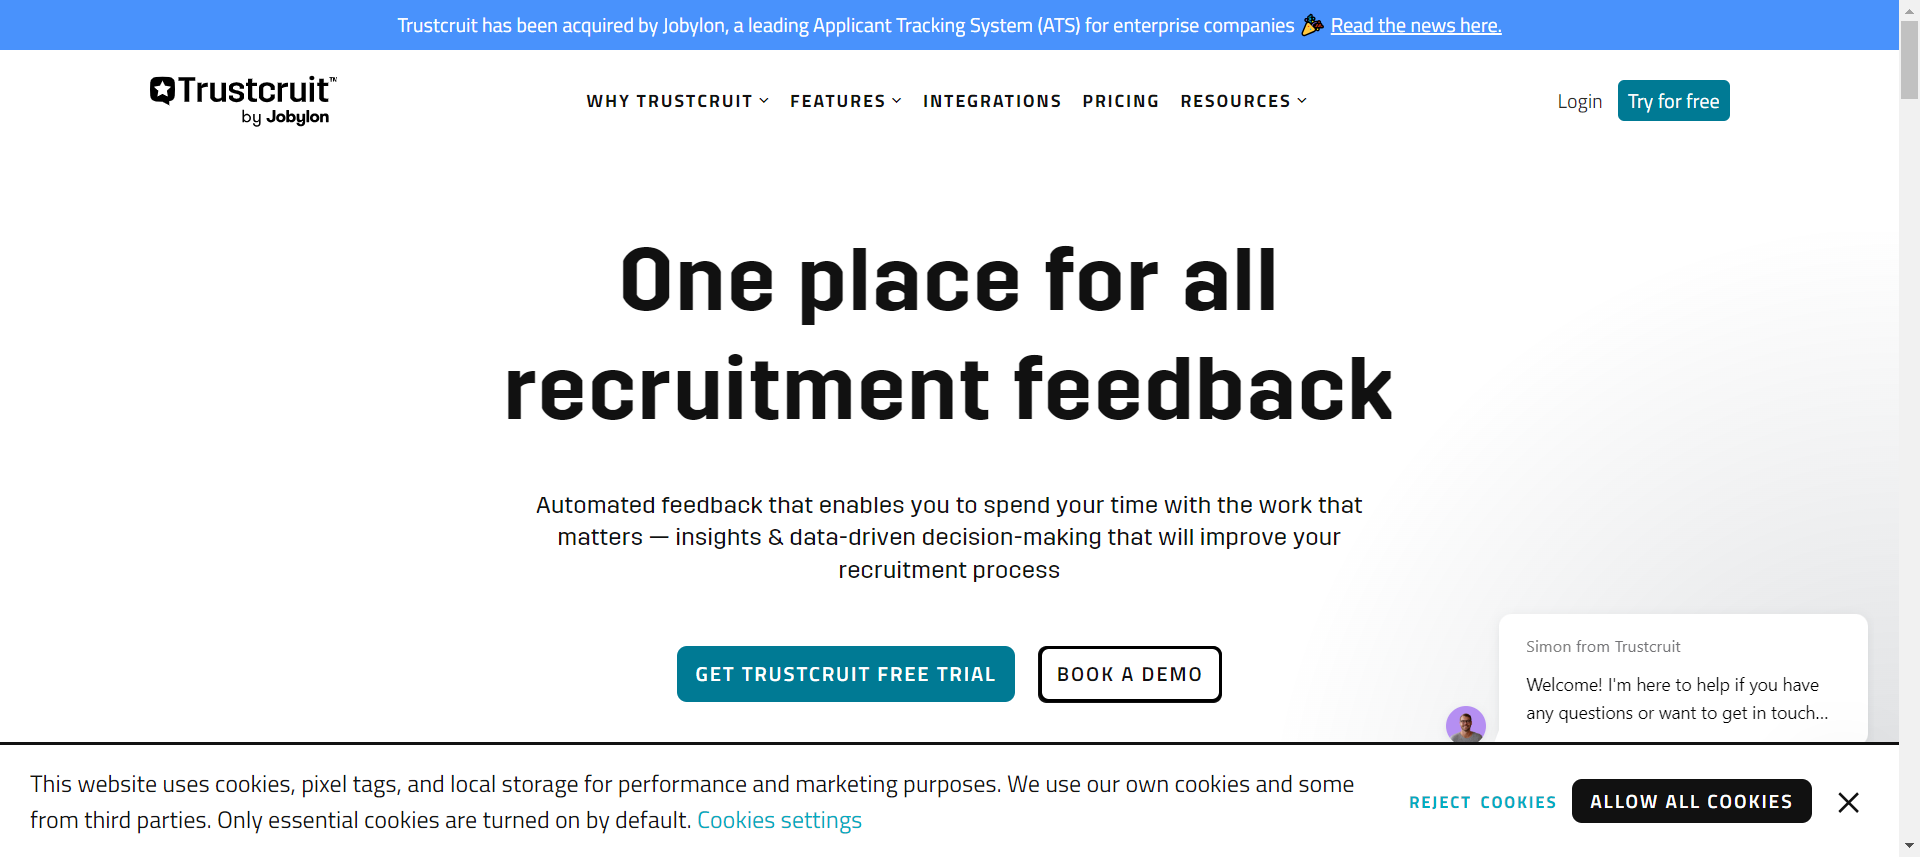 Trustcruit has been acquired by Jobylon, a leading Applicant Tracking System (ATS) for enterprise companies 🎉 Read the news here.
Trustcruit™
by Jobylon
WHY TRUSTCRUIT
FEATURES
INTEGRATIONS
PRICING
RESOURCES
Login
Try for free
One place for all
recruitment feedback
Automated feedback that enables you to spend your time with the work that
matters — insights & data-driven decision-making that will improve your
recruitment process
GET TRUSTCRUIT FREE TRIAL
BOOK A DEMO
Simon from Trustcruit
Welcome! I'm here to help if you have
any questions or want to get in touch...
This website uses cookies, pixel tags, and local storage for performance and marketing purposes. We use our own cookies and some
from third parties. Only essential cookies are turned on by default. Cookies settings
REJECT COOKIES
ALLOW ALL COOKIES